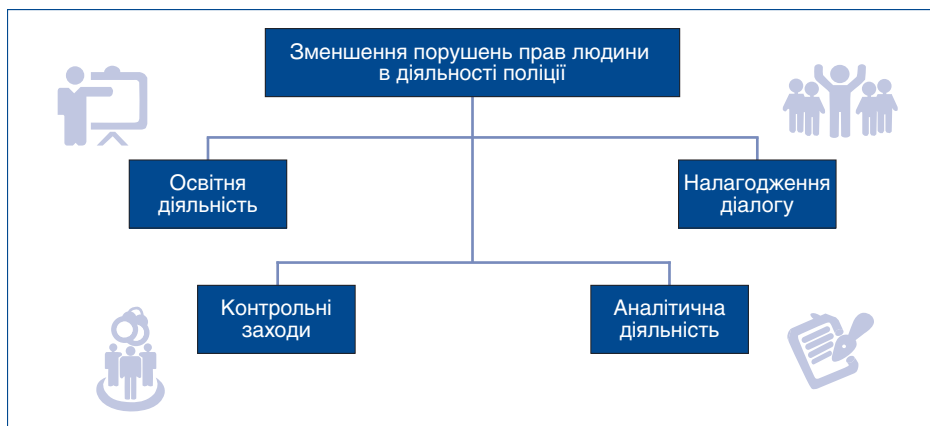 Зменшення порушень прав людини
в діяльності поліції
Освітня
діяльність
Налагодження
діалогу
Контрольні
заходи
Аналітична
діяльність